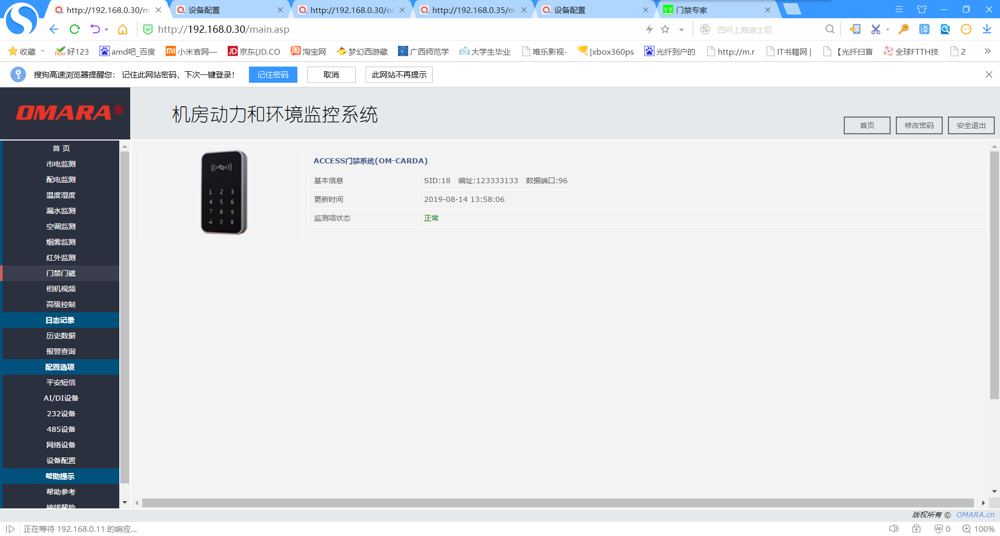 http://192.168.0.30/m
设备配置
http://192.168.0.30/or
http://192.168.0.35/m
设备配置
门禁专家
http://192.168.0.30/main.asp
四问上海迪士尼
译
收藏
好123
amd吧_百度
小米官网—
JD 京东(JD.CO
淘 淘宝网
梦幻西游藏
广西师范学
大学生毕业
唯乐影视-
[xbox360ps
光纤到户的
http://m.r
IT书籍网 |
【光纤扫盲
全球FTTH技
2
搜狗高速浏览器提醒您： 记住此网站密码，下次一键登录！
记住密码
取消
此网站不再提示
OMARA®
机房动力和环境监控系统
首页
修改密码
安全退出
首 页
市电监测
配电监测
温度湿度
漏水监测
空调监测
烟雾监测
红外监测
门禁门磁
相机视频
高级控制
日志记录
历史数据
报警查询
配置选项
平安短信
AI/DI设备
232设备
485设备
网络设备
设备配置
帮助提示
帮助参考
接线帮助
1 2 3
4 5 6
7 8 9
0
ACCESS门禁系统(OM-CARDA)
基本信息
SID:18 编址:123333133 数据端口:96
更新时间
2019-08-14 13:58:06
监测项状态
正常
版权所有 © OMARA.cn
正在等待 192.168.0.11 的响应...
0
100%